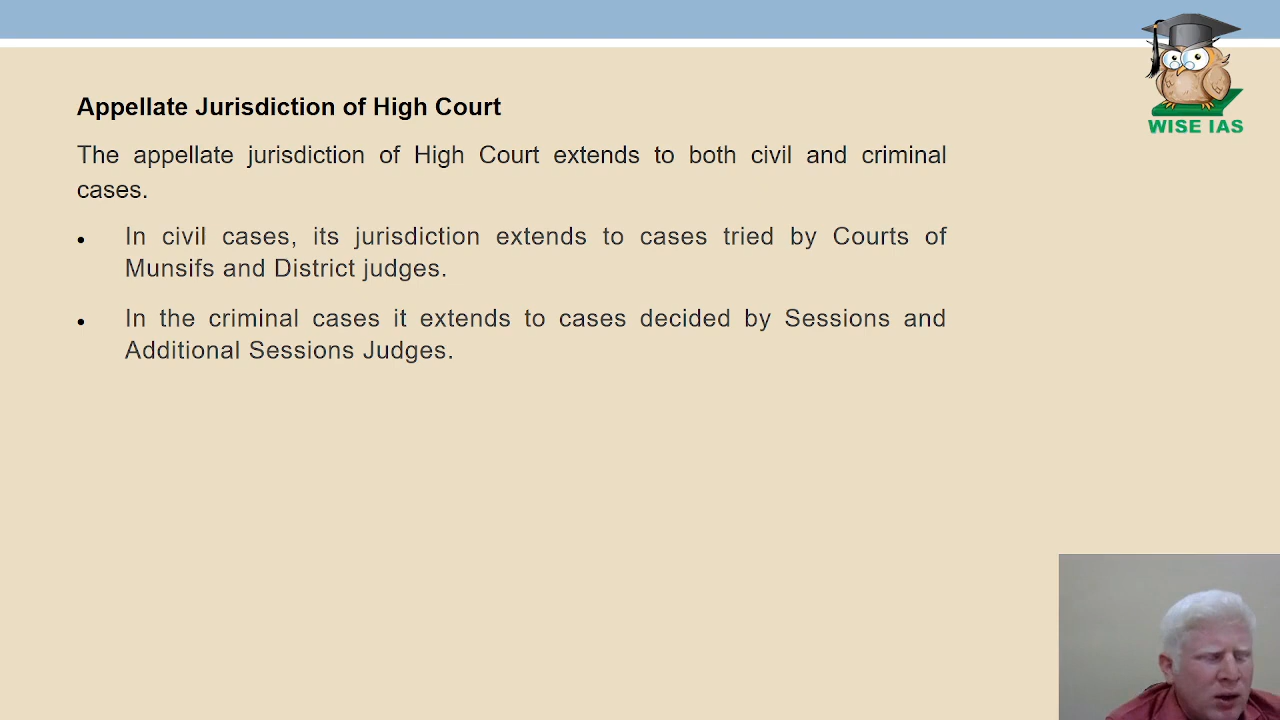 WISE IAS
Appellate Jurisdiction of High Court
The appellate jurisdiction of High Court extends to both civil and criminal
cases.
• In civil cases, its jurisdiction extends to cases tried by Courts of
Munsifs and District judges.
• In the criminal cases it extends to cases decided by Sessions and
Additional Sessions Judges.